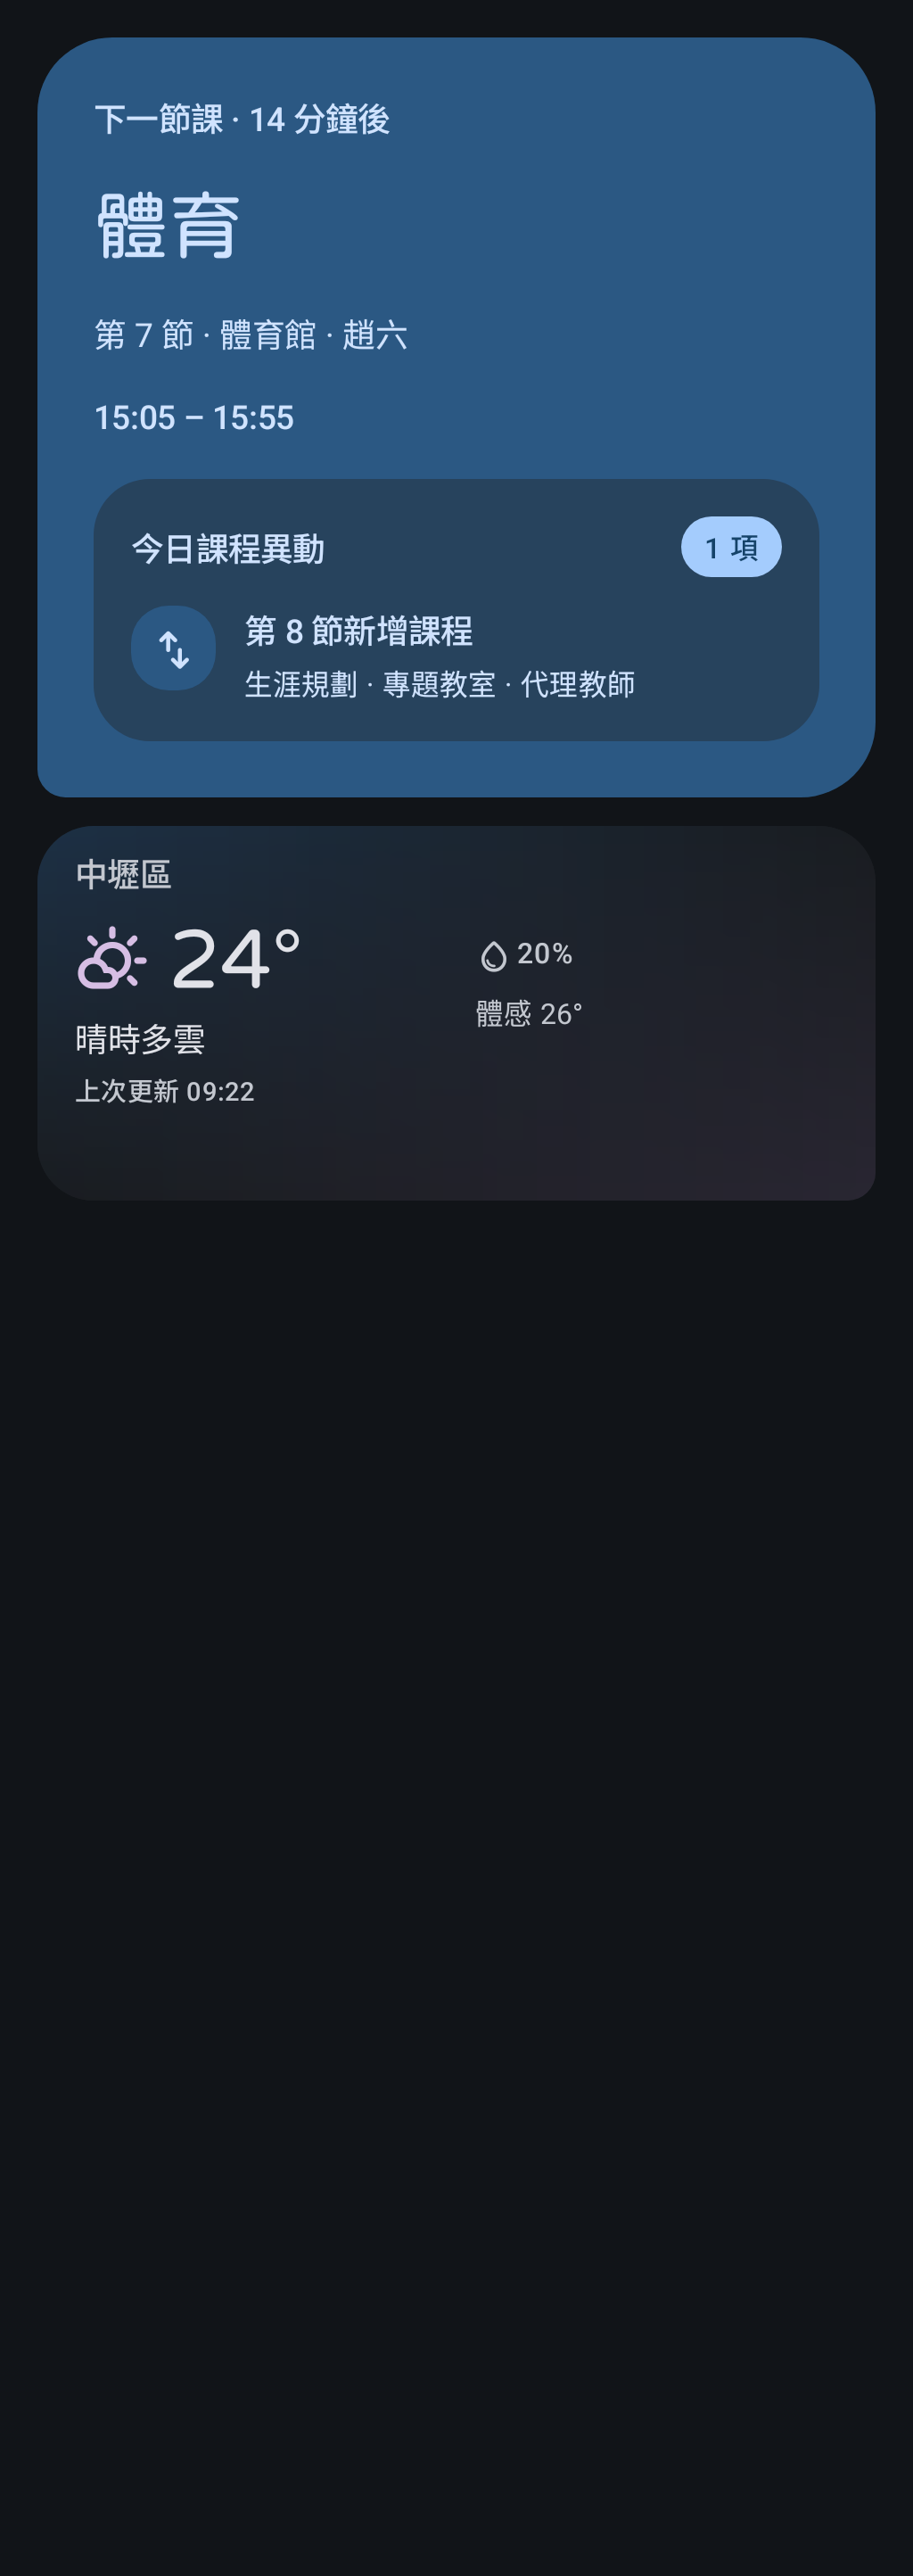 下一節課 · 14 分鐘後
體育
第 7 節 · 體育館 · 趙六
15:05 – 15:55
今日課程異動
1 項
第 8 節新增課程
生涯規劃 · 專題教室 · 代理教師
中壢區
24°
20%
晴時多雲
體感 26°
上次更新 09:22